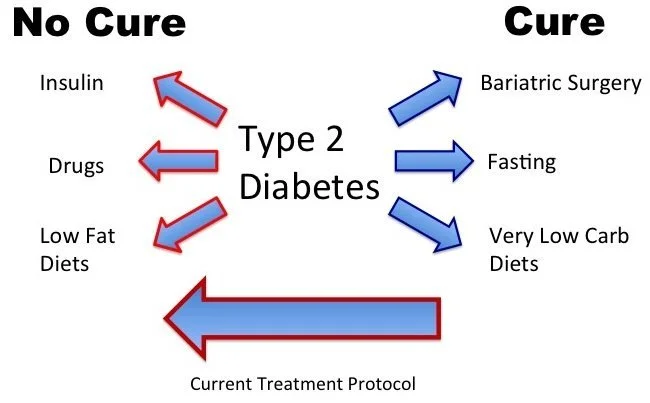 No Cure
Cure
Insulin
Bariatric Surgery
Type 2
Diabetes
Drugs
Fasting
Low Fat
Diets
Very Low Carb
Diets
Current Treatment Protocol